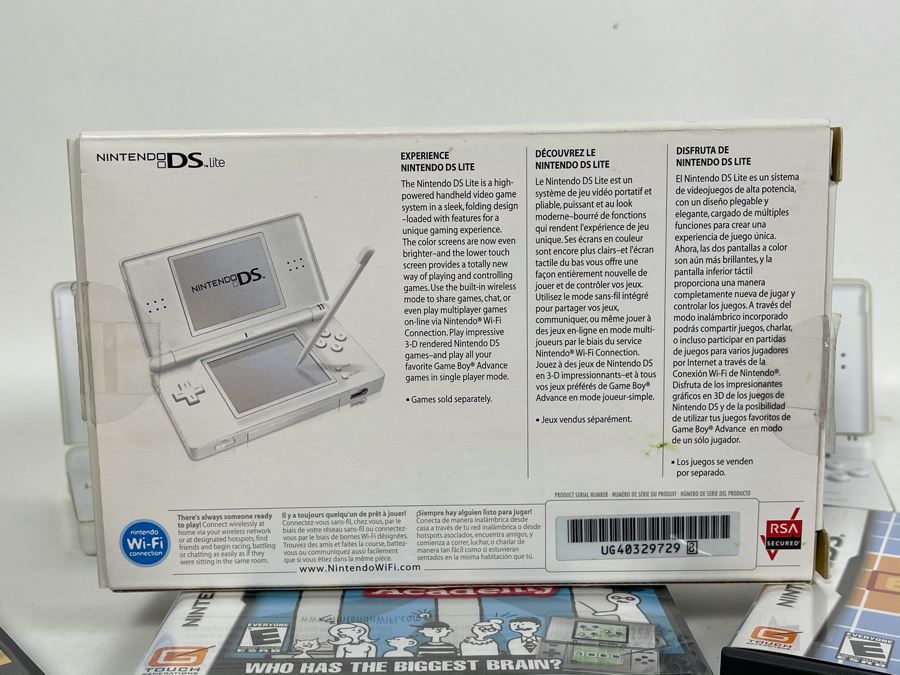 NINTENDO DS™ Lite
NINTENDO DS™
EXPERIENCE
NINTENDO DS LITE
The Nintendo DS Lite is a high-
powered handheld video game
system in a sleek, folding design
–loaded with features for a
unique gaming experience.
The color screens are now even
brighter–and the lower touch
screen provides a totally new
way of playing and controlling
games. Use the built-in wireless
mode to share games, chat, or
even play multiplayer games
on-line via Nintendo® Wi-Fi
Connection. Play impressive
3-D rendered Nintendo DS
games–and play all your
favorite Game Boy® Advance
games in single player mode.
▪ Games sold separately.
DÉCOUVREZ LE
NINTENDO DS LITE
Le Nintendo DS Lite est un
système de jeu vidéo portatif et
pliable, puissant et au look
moderne–bourré de fonctions
qui rendent l'expérience de jeu
unique. Ses écrans en couleur
sont encore plus clairs–et l'écran
tactile du bas vous offre une
façon entièrement nouvelle de
jouer et de contrôler vos jeux.
Utilisez le mode sans-fil intégré
pour partager vos jeux,
communiquer, ou même jouer à
des jeux en-ligne en mode multi-
joueurs par le biais du service
Nintendo® Wi-Fi Connection.
Jouez à des jeux de Nintendo DS
en 3-D impressionnants–et à tous
vos jeux préférés de Game Boy®
Advance en mode joueur-simple.
▪ Jeux vendus séparément.
DISFRUTA DE
NINTENDO DS LITE
El Nintendo DS Lite es un sistema
de videojuegos de alta potencia,
con un diseño plegable y
elegante, cargado de múltiples
funciones para crear una
experiencia de juego única.
Ahora, las dos pantallas a color
son aún más brillantes, y la
pantalla inferior táctil
proporciona una manera
completamente nueva de jugar y
controlar los juegos. A través del
modo inalámbrico incorporado
podrás compartir juegos, charlar,
o incluso participar en partidas
de juegos para varios jugadores
por Internet a través de la
Conexión Wi-Fi de Nintendo®.
Disfruta de los impresionantes
gráficos en 3D de los juegos de
Nintendo DS y de la posibilidad
de utilizar tus juegos favoritos de
Game Boy® Advance en modo
de un sólo jugador.
▪ Los juegos se venden
por separado.
PRODUCT SERIAL NUMBER · NUMÉRO DE SÉRIE DU PRODUIT · NÚMERO DE SERIE DEL PRODUCTO
UG40329729
RSA
SECURED
nintendo
Wi-Fi
connection
There's always someone ready
to play! Connect wirelessly at
home via your wireless network
or at designated hotspots, find
friends and begin racing, battling
or chatting as easily as if they
were sitting in the same room.
Il y a toujours quelqu'un de prêt à jouer!
Connectez-vous sans-fil, chez vous, par le
biais de votre réseau sans-fil ou connectez-
vous par le biais de bornes Wi-Fi désignées.
Trouvez des amis et faites la course, battez-
vous ou communiquez aussi facilement
que si vous étiez dans la même pièce.
¡Siempre hay alguien listo para jugar!
Conecta de manera inalámbrica desde
casa a través de tu red inalámbrica o desde
hotspots asociados, encuentra amigos, y
comienza a correr, luchar, o charlar de
manera tan fácil como si estuvieran
sentados en la misma habitación que tú.
www.NintendoWiFi.com
Academy
NINTE
EVERYONE
E
TOUCH
GENERATIONS
WHO HAS THE BIGGEST BRAIN?
NIN
TOUCH
EVERYONE
E